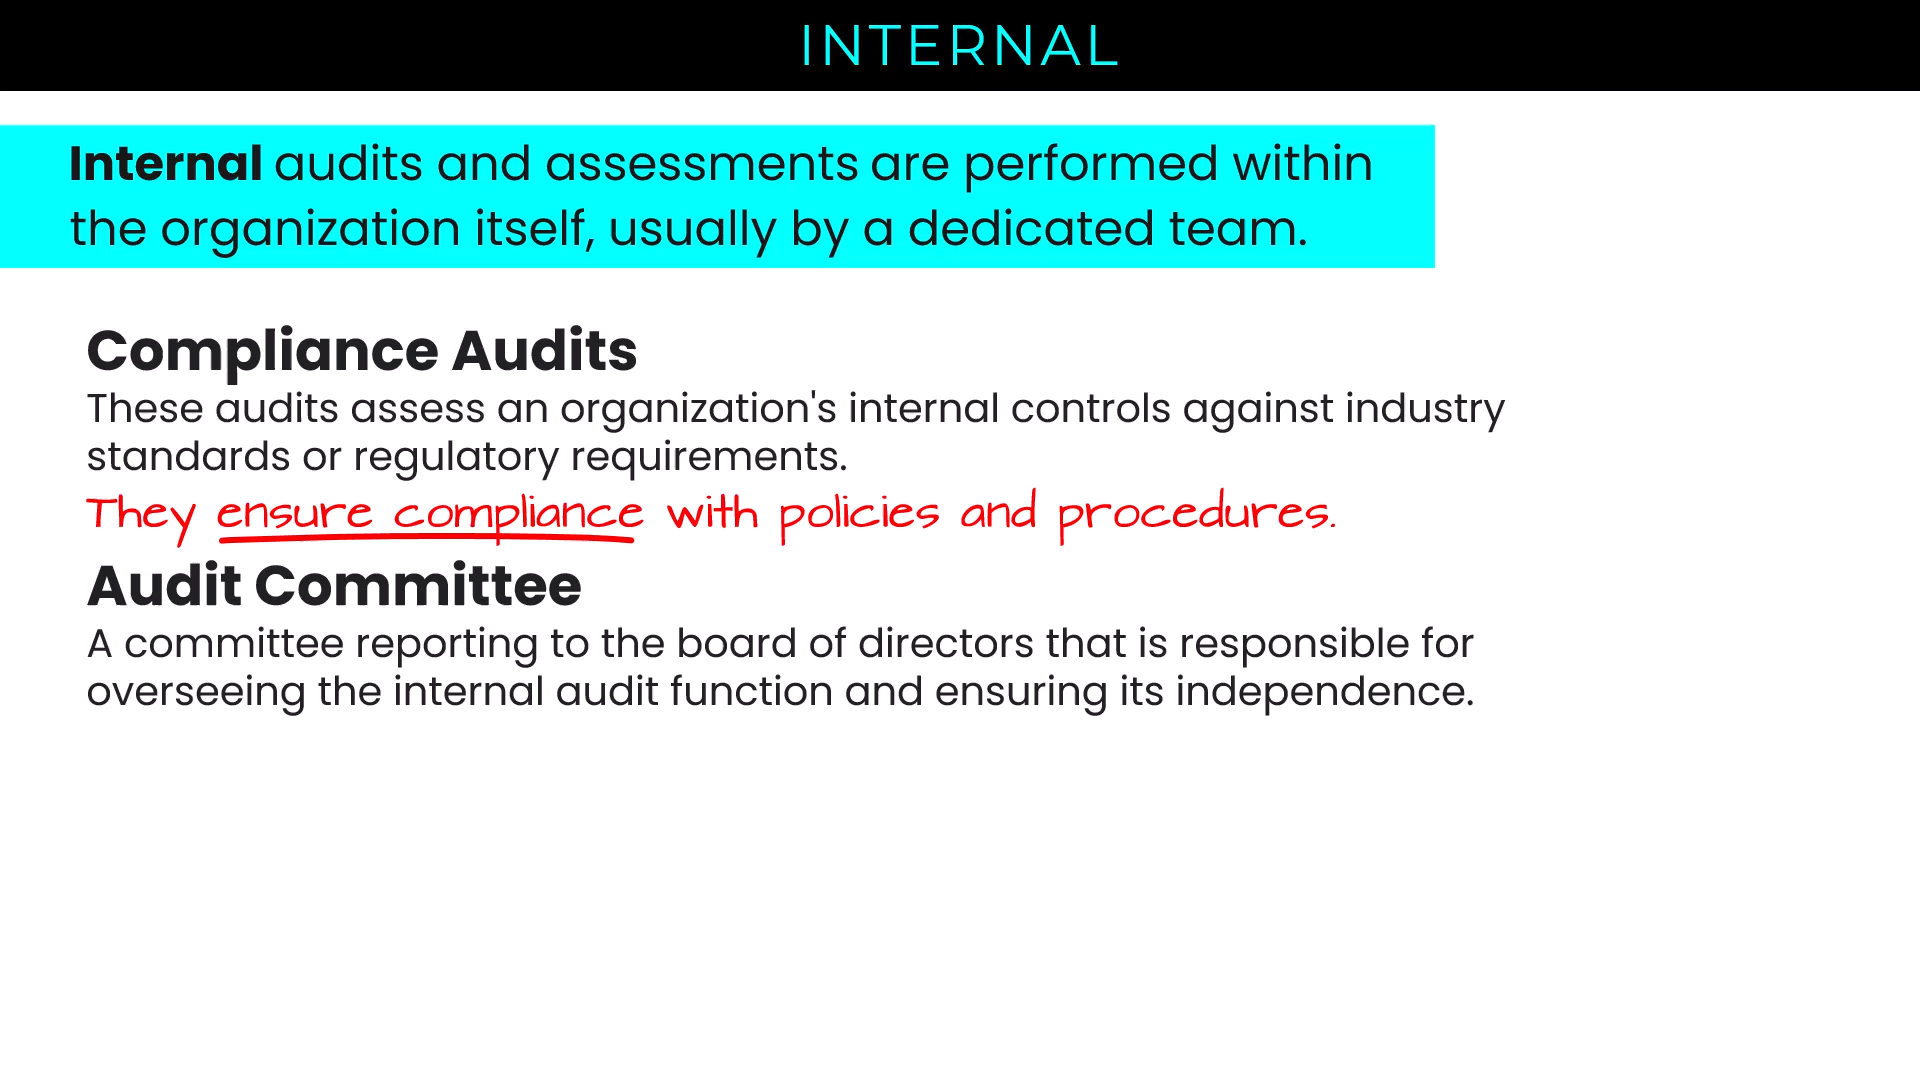 INTERNAL
Internal audits and assessments are performed within
the organization itself, usually by a dedicated team.
Compliance Audits
These audits assess an organization's internal controls against industry
standards or regulatory requirements.
They ensure compliance with policies and procedures.
Audit Committee
A committee reporting to the board of directors that is responsible for
overseeing the internal audit function and ensuring its independence.